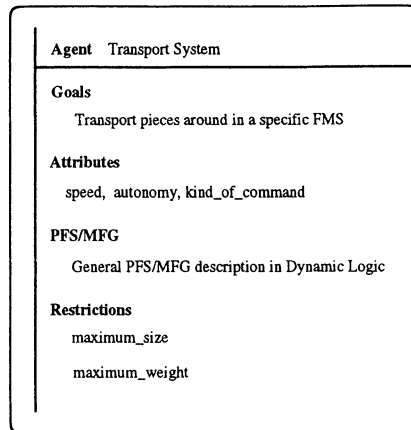 Agent Transport System
Goals
Transport pieces around in a specific FMS
Attributes
speed, autonomy, kind_of_command
PFS/MFG
General PFS/MFG description in Dynamic Logic
Restrictions
maximum_size
maximum_weight